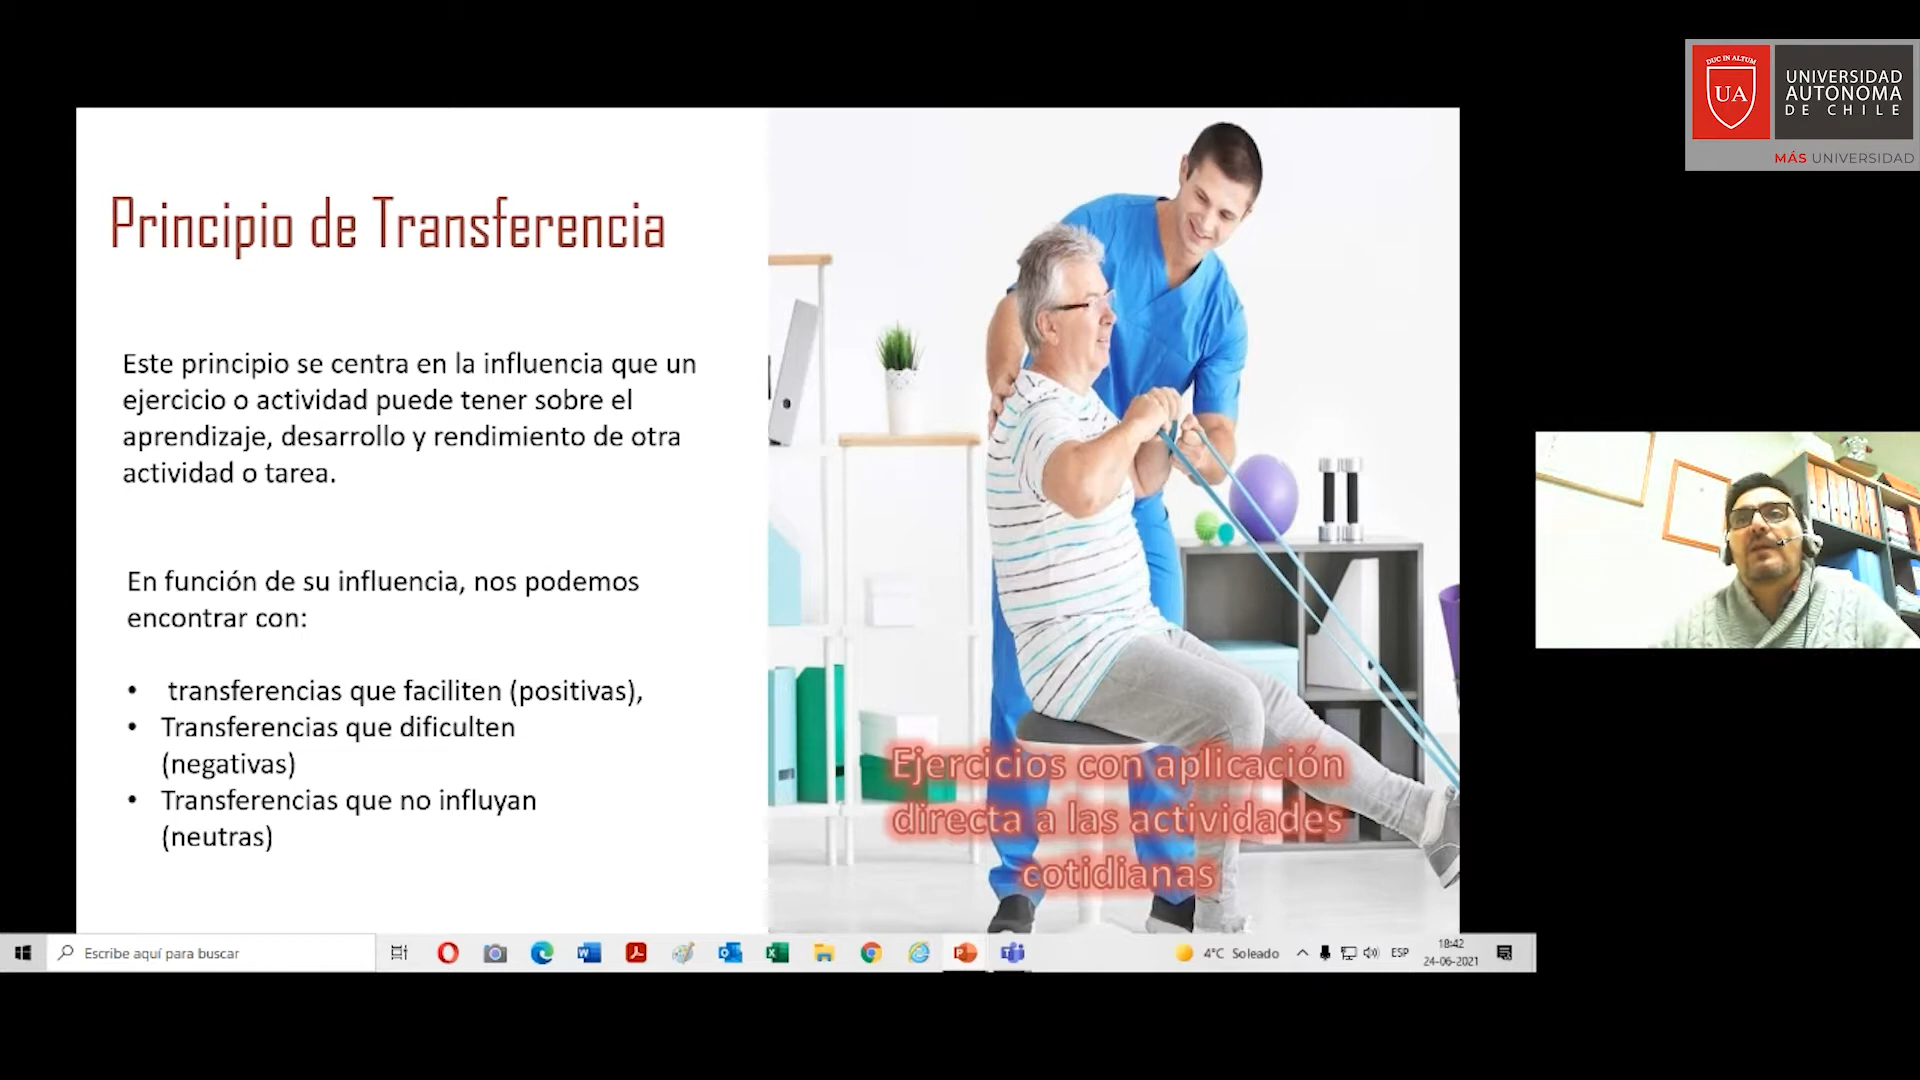 DUC IN ALTUM
UA
UNIVERSIDAD
AUTONOMA
DE CHILE
MÁS UNIVERSIDAD
Principio de Transferencia
Este principio se centra en la influencia que un
ejercicio o actividad puede tener sobre el
aprendizaje, desarrollo y rendimiento de otra
actividad o tarea.
En función de su influencia, nos podemos
encontrar con:
• transferencias que faciliten (positivas),
• Transferencias que dificulten
(negativas)
• Transferencias que no influyan
(neutras)
Ejercicios con aplicación
directa a las actividades
cotidianas
Escribe aquí para buscar
4°C Soleado
ESP
18:42
24-06-2021